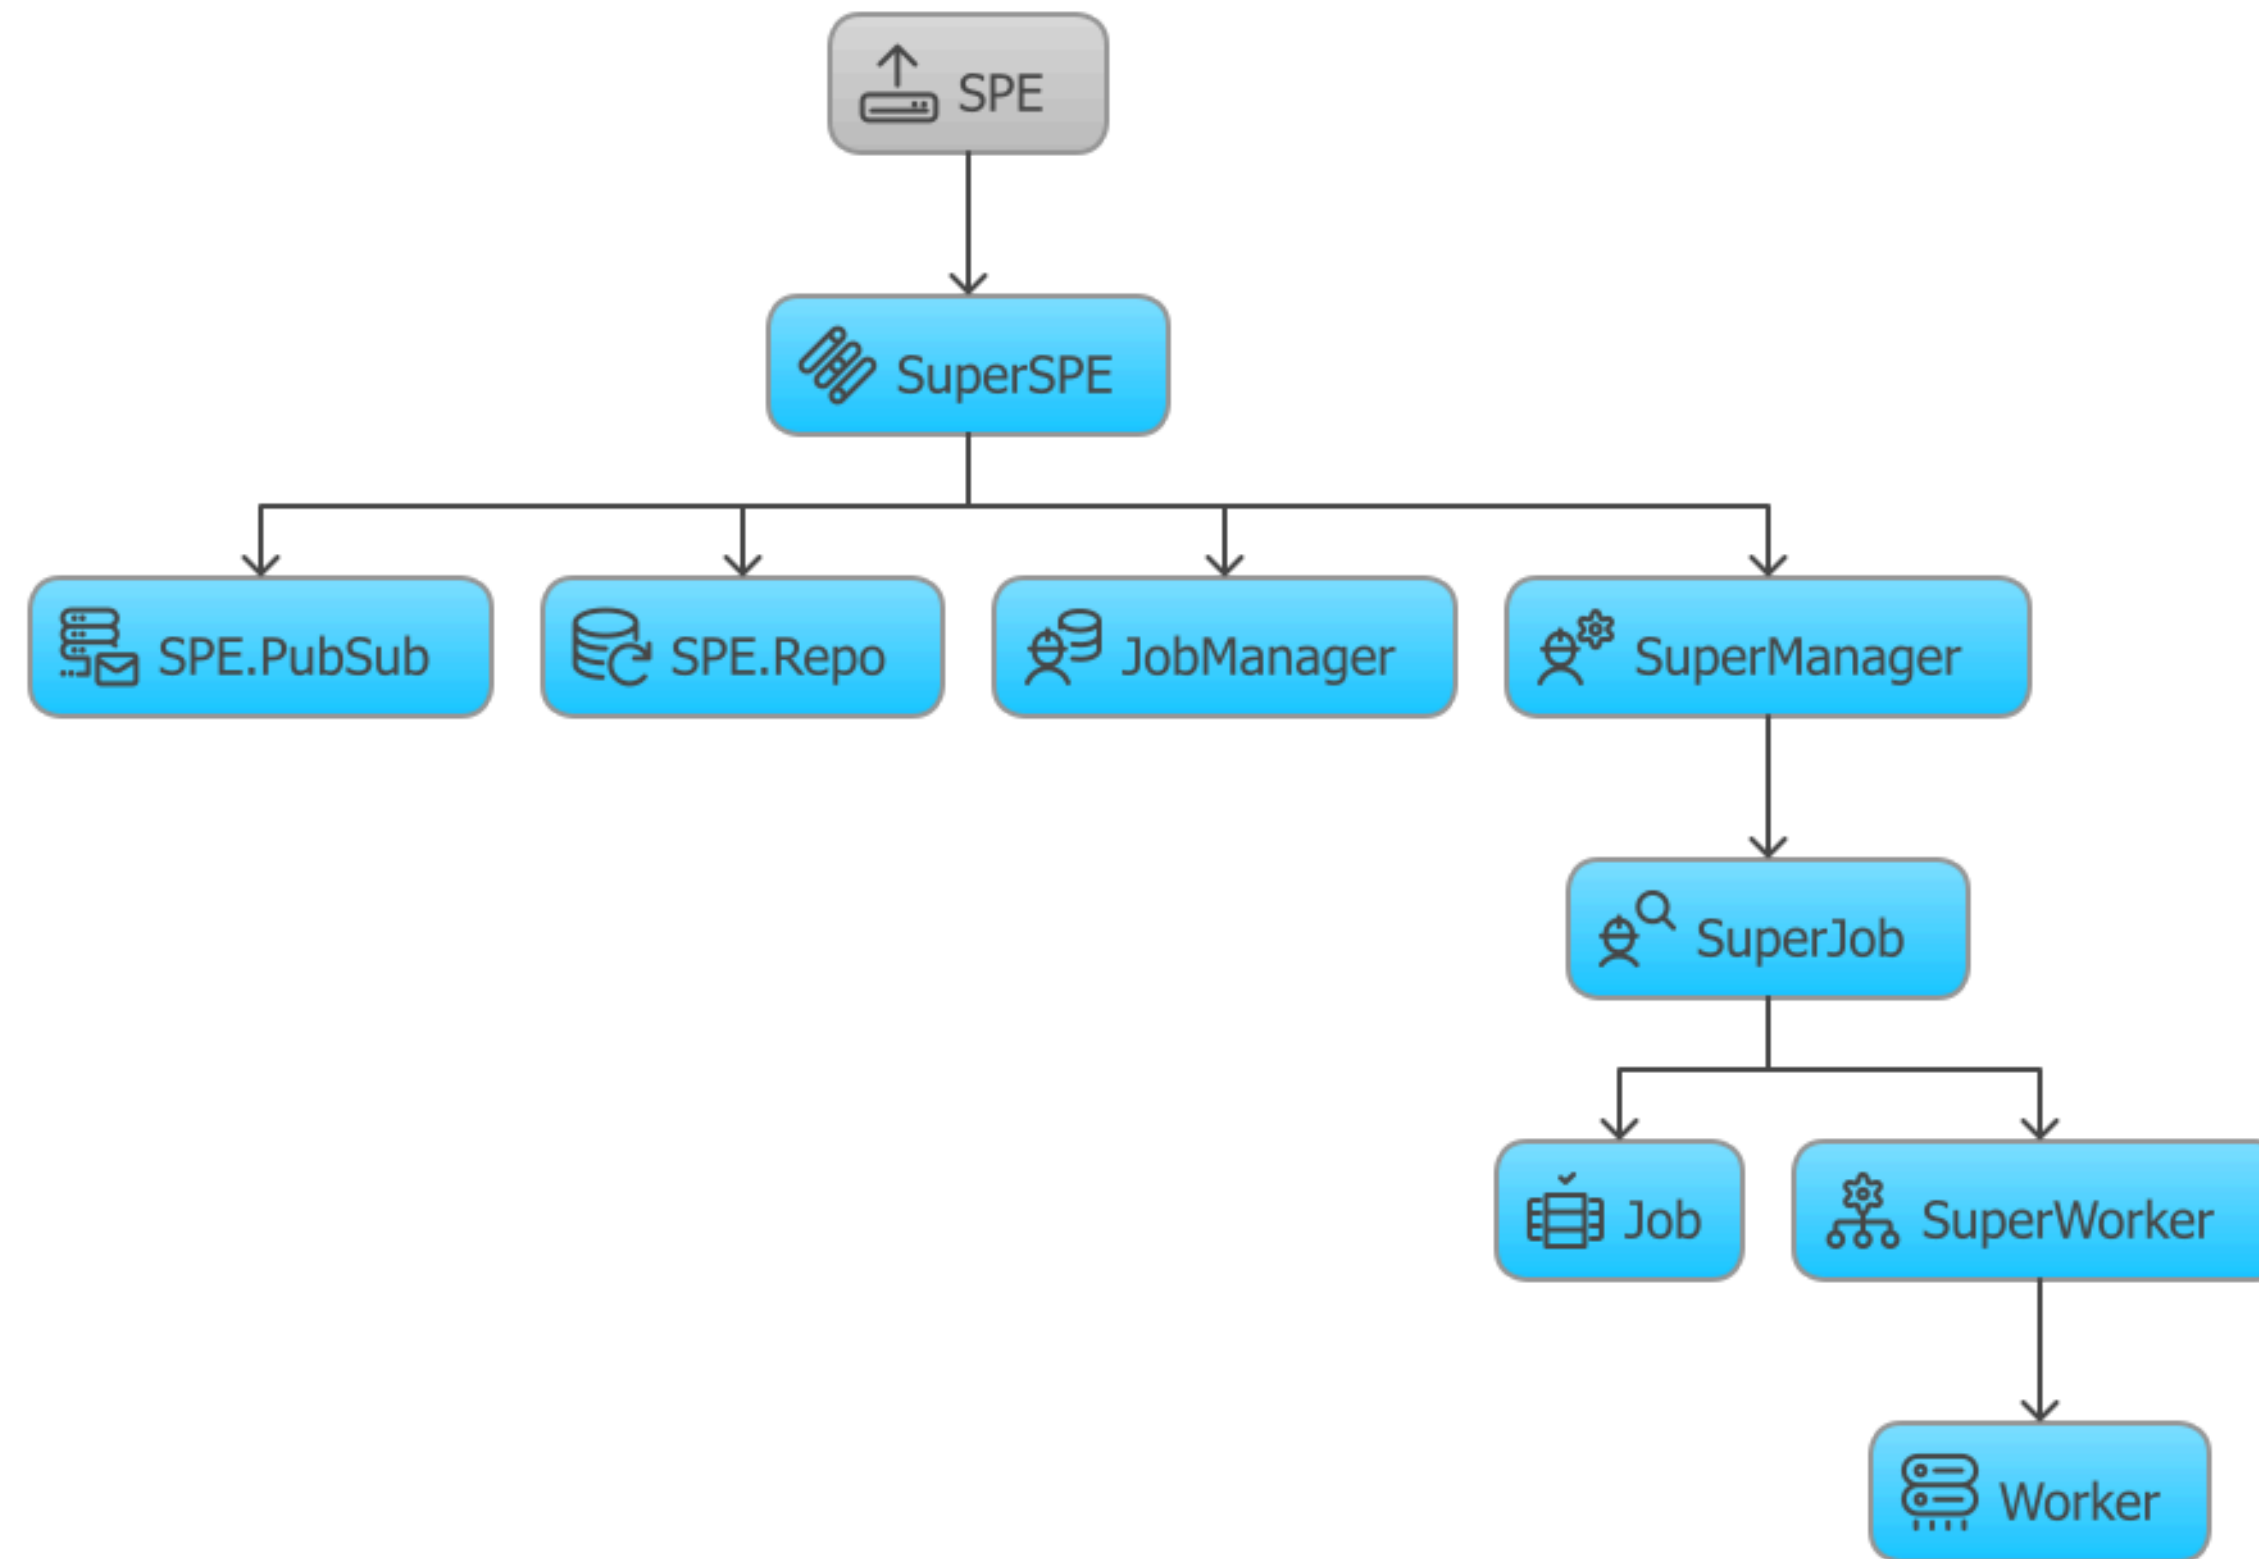 SPE
SuperSPE
SPE.PubSub
SPE.Repo
JobManager
SuperManager
SuperJob
Job
SuperWorker
Worker